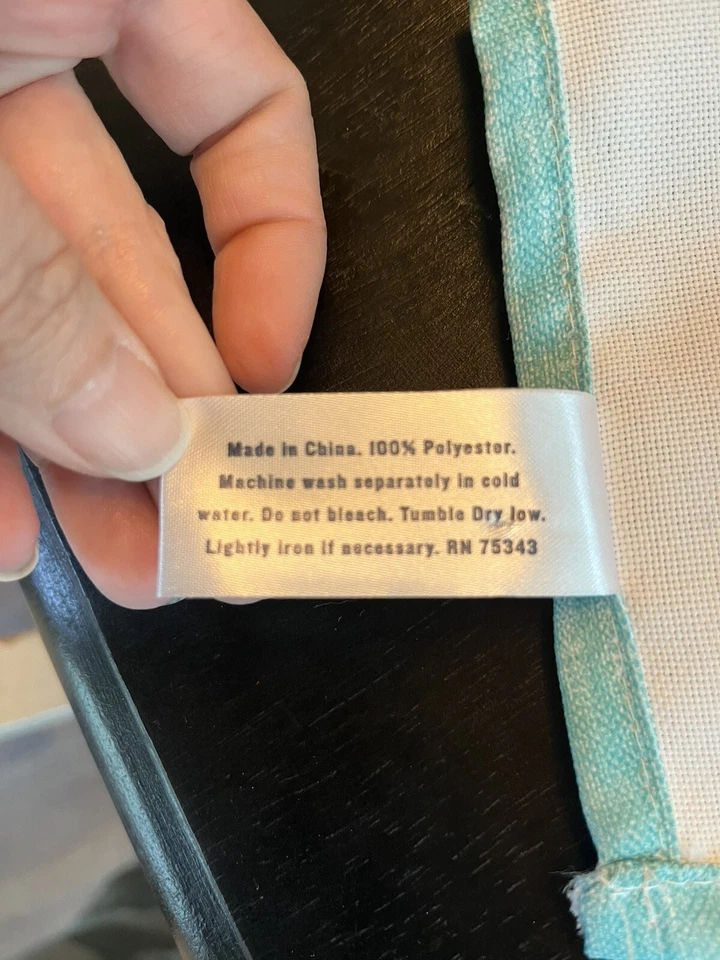 Made in China. 100% Polyester.
Machine wash separately in cold
water. Do not bleach. Tumble Dry low.
Lightly iron if necessary. RN 75343